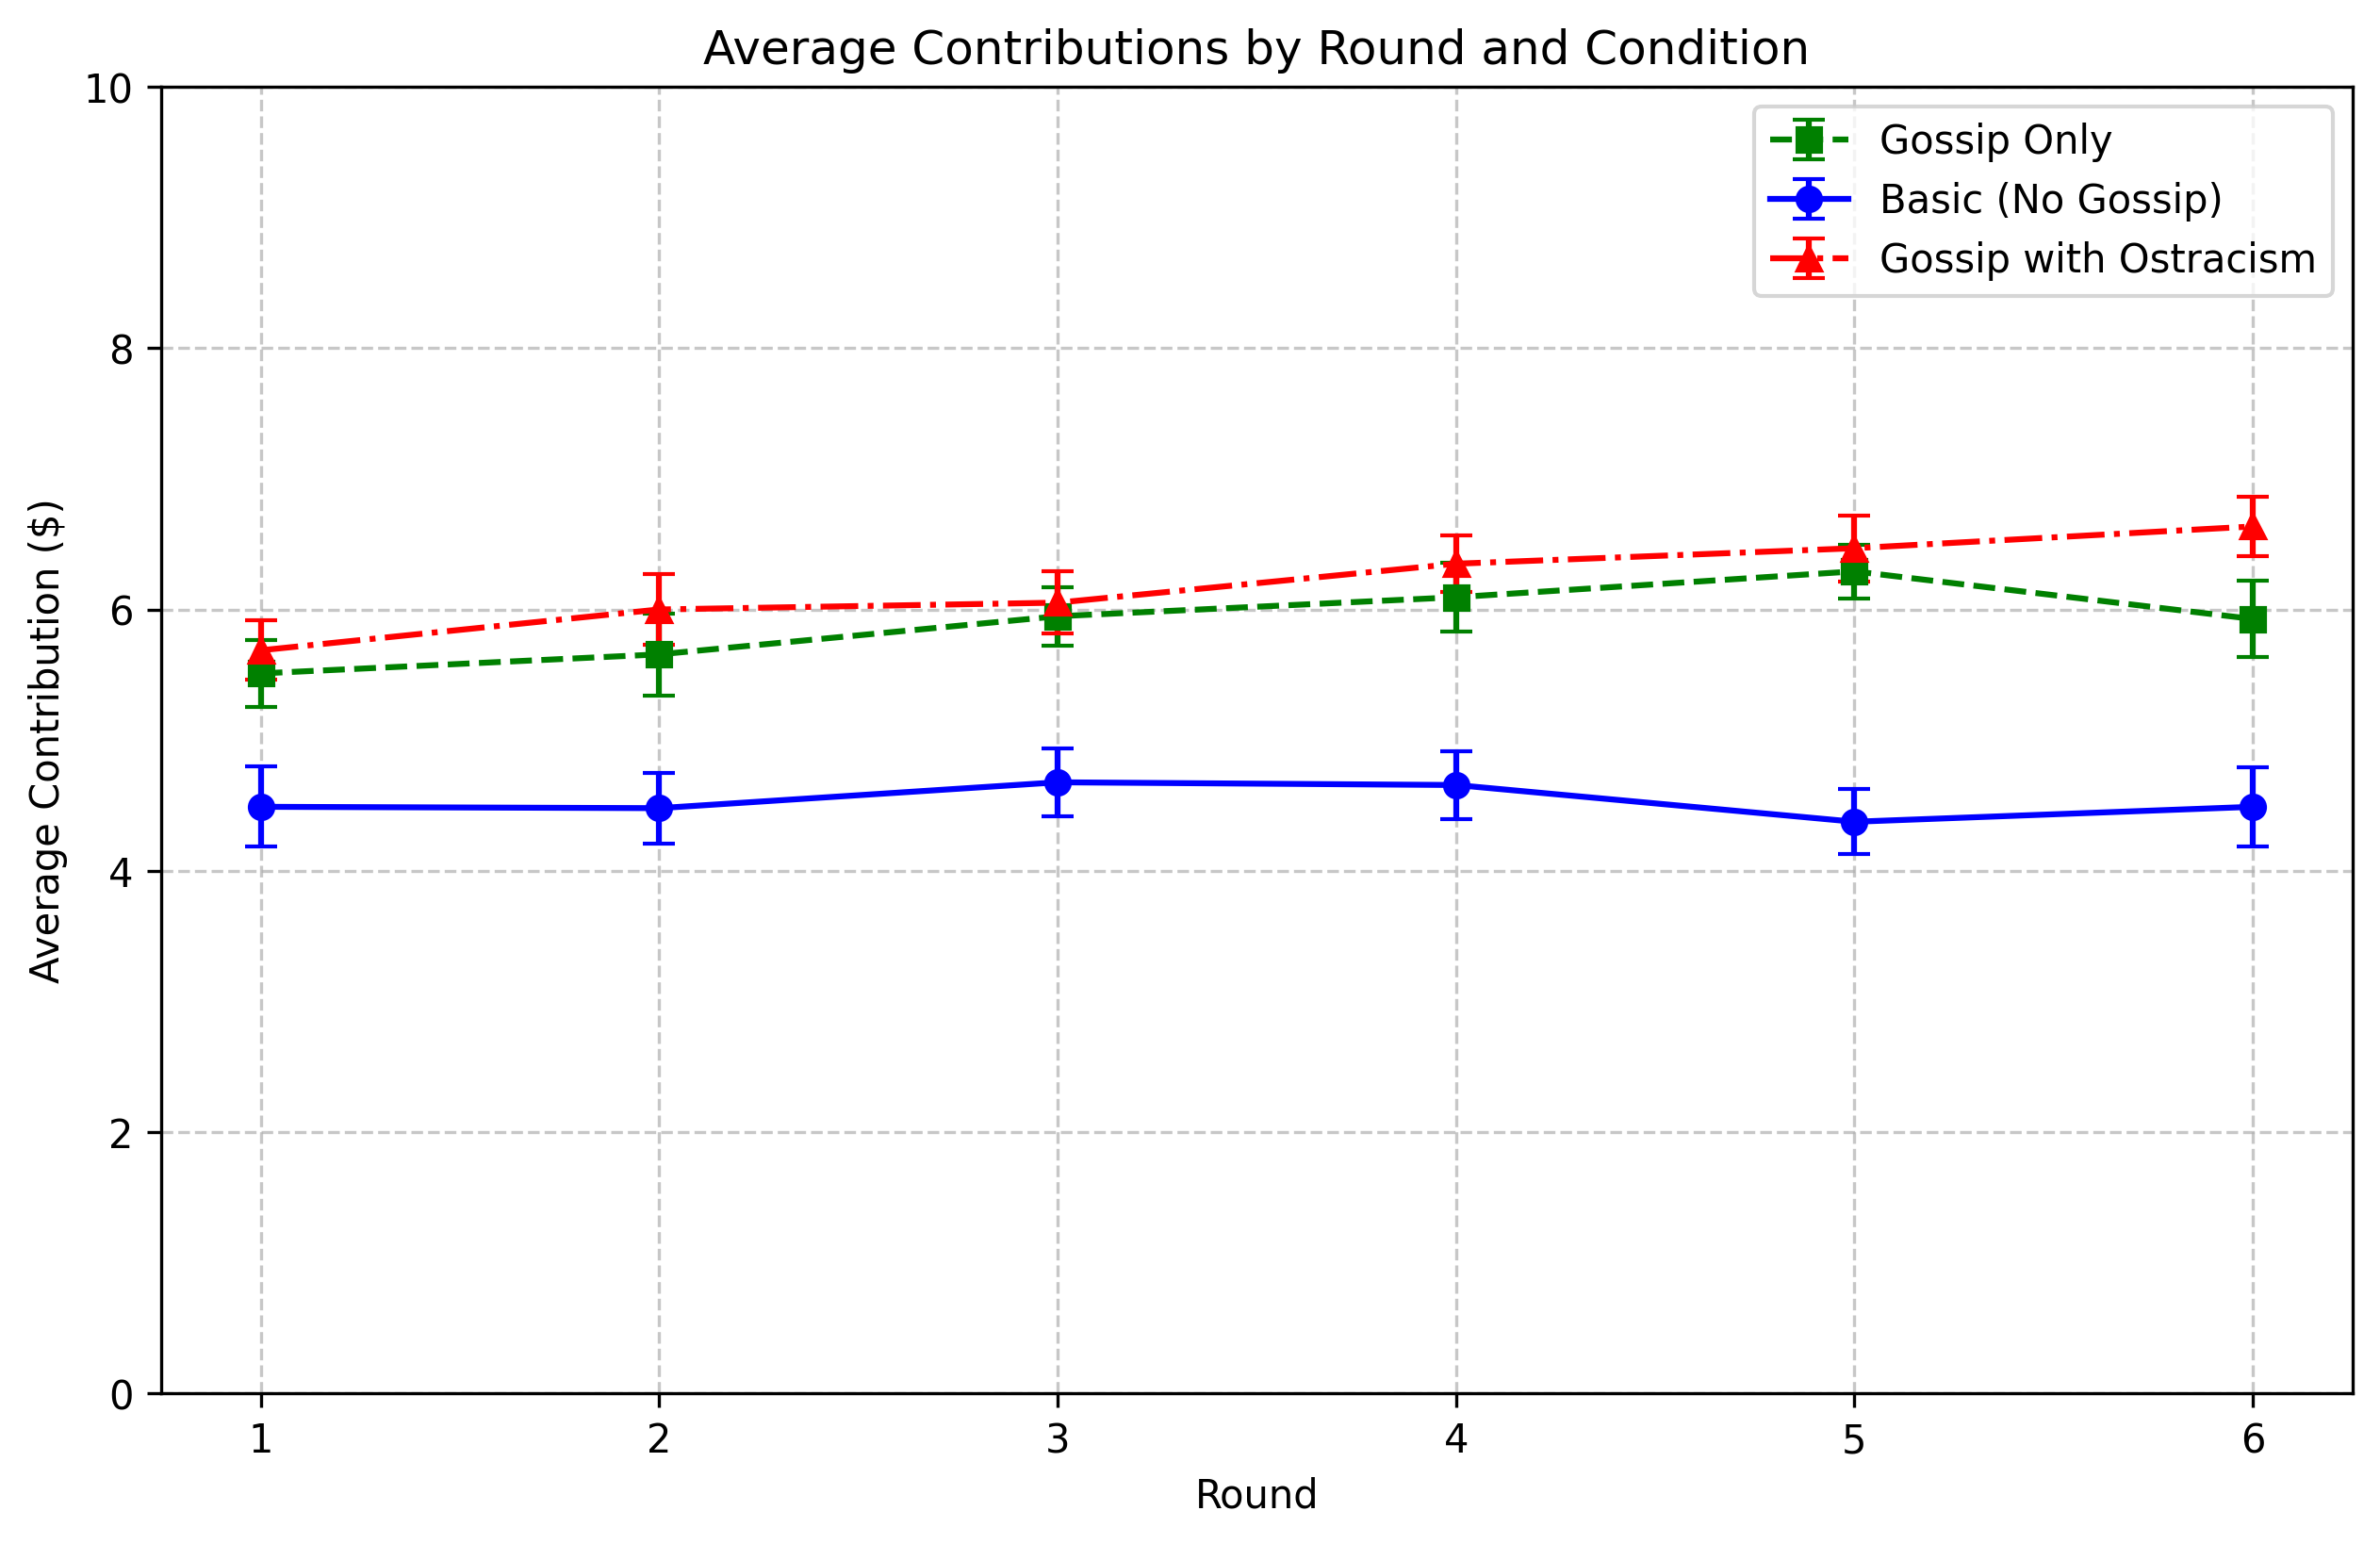 Average Contributions by Round and Condition
10
8
6
4
2
0
Average Contribution ($)
Gossip Only
Basic (No Gossip)
Gossip with Ostracism
1 2 3 4 5 6
Round